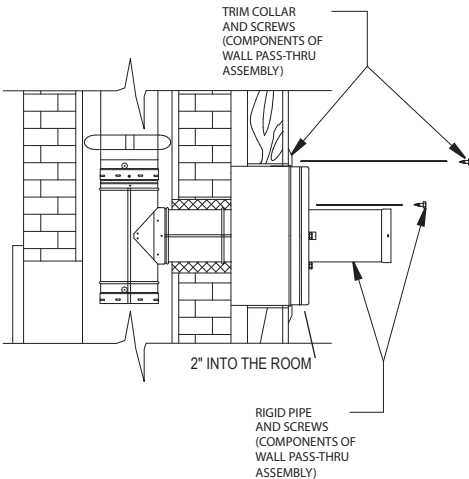 TRIM COLLAR
AND SCREWS
(COMPONENTS OF
WALL PASS-THRU
ASSEMBLY)
2" INTO THE ROOM
RIGID PIPE
AND SCREWS
(COMPONENTS OF
WALL PASS-THRU
ASSEMBLY)